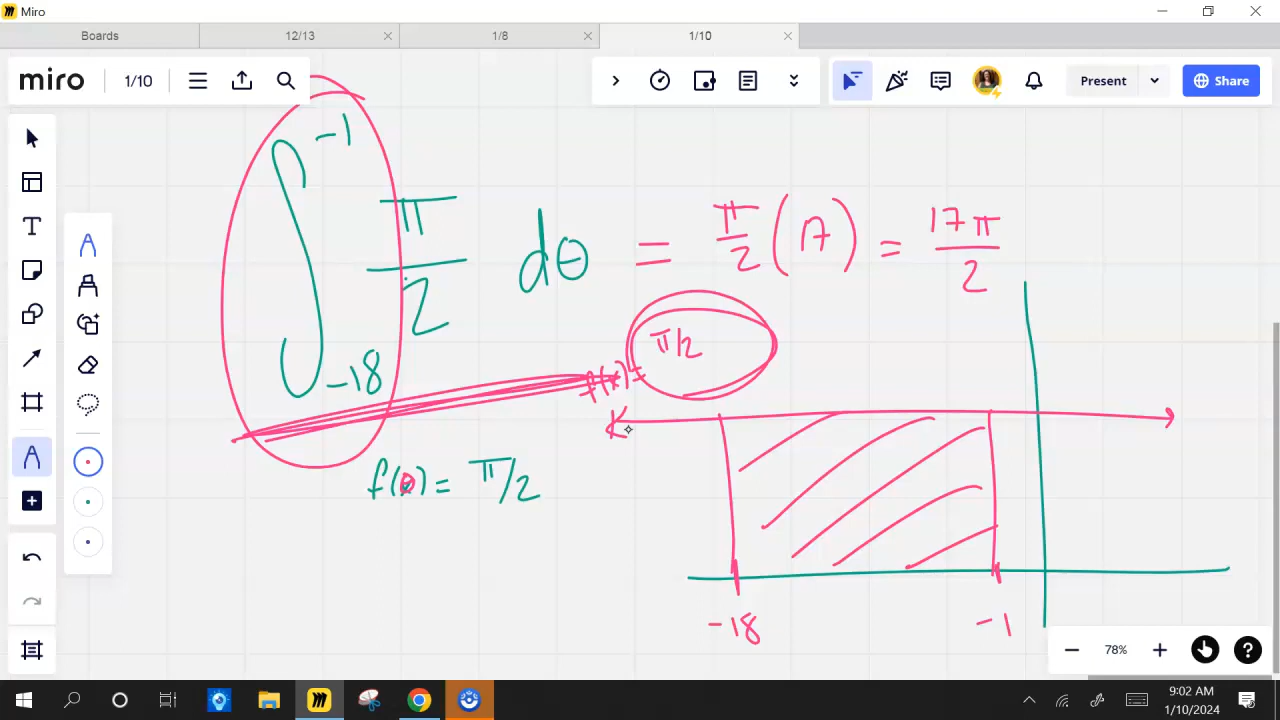 Miro
Boards
12/13
1/8
1/10
miro
1/10
Present
Share
∫_{-18}^{-1} π/2 dθ = π/2 (17) = 17π/2
f(x)= π/2
f(θ) = π/2
-18
-1
78%
9:02 AM
1/10/2024